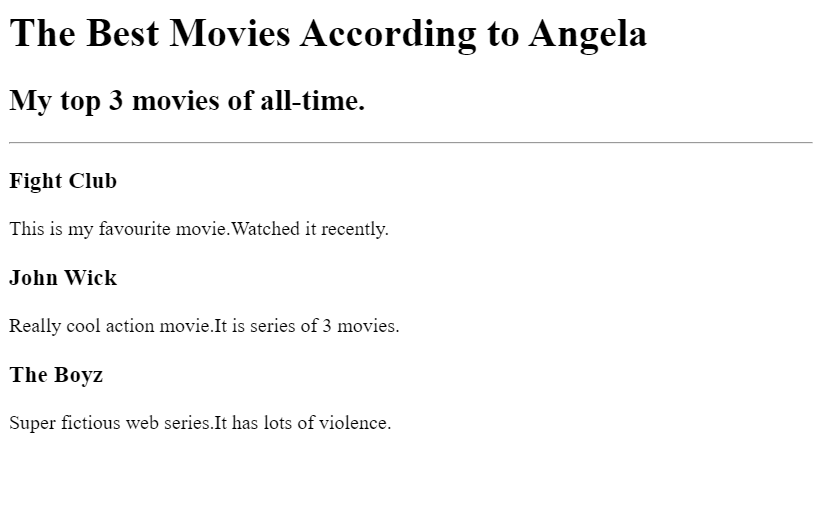 The Best Movies According to Angela
My top 3 movies of all-time.
Fight Club
This is my favourite movie.Watched it recently.
John Wick
Really cool action movie.It is series of 3 movies.
The Boyz
Super fictious web series.It has lots of violence.